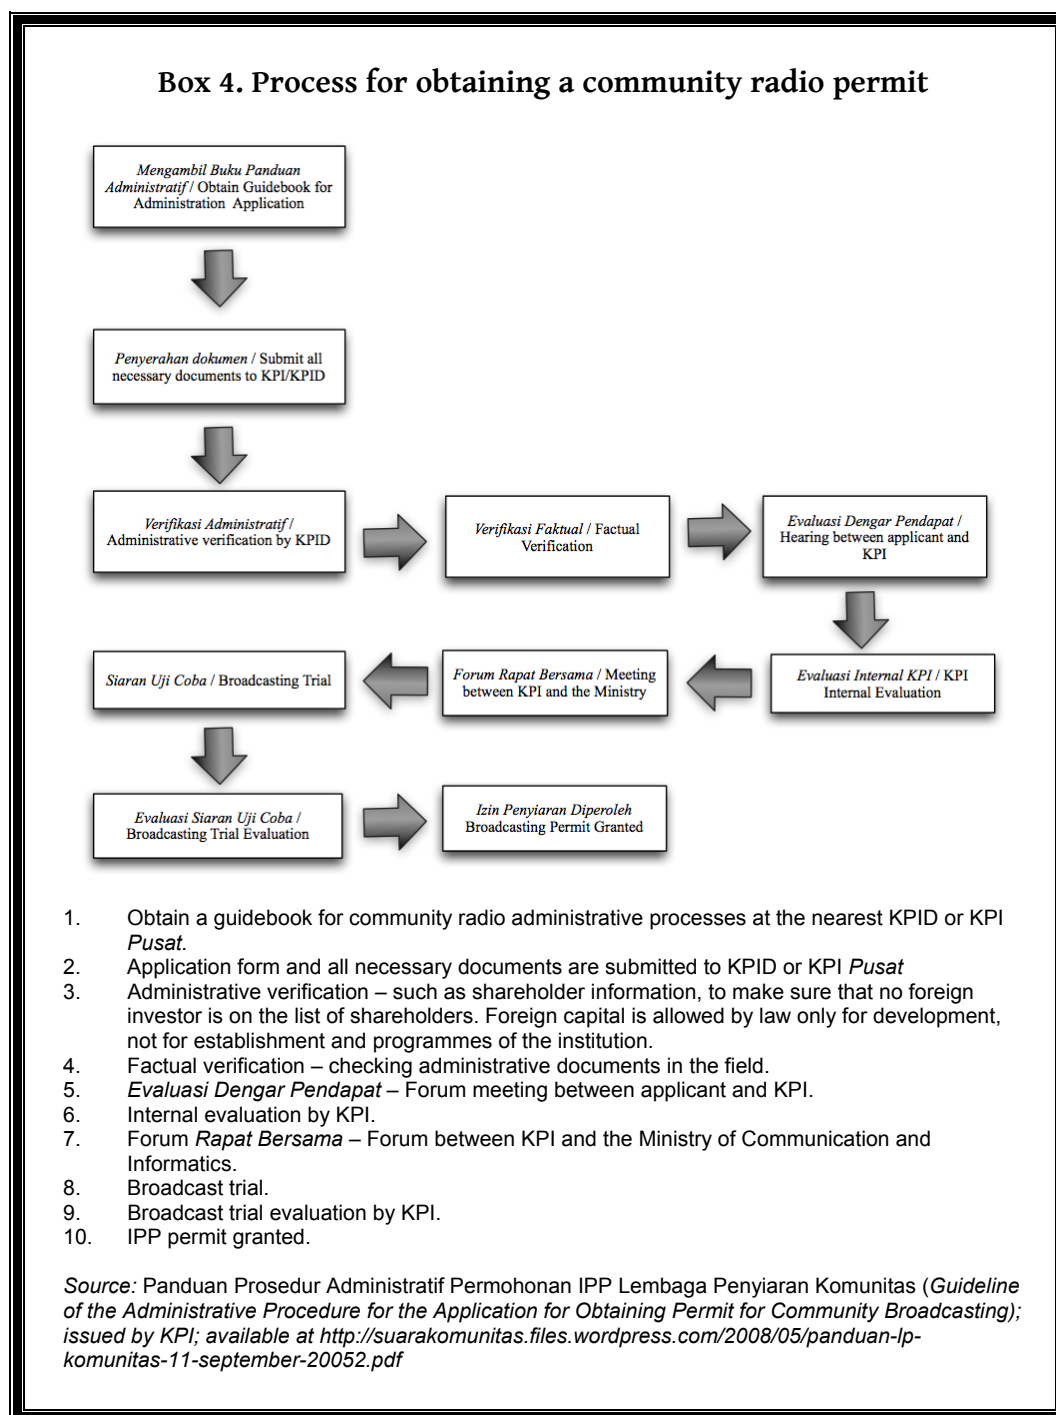 Box 4. Process for obtaining a community radio permit
Mengambil Buku Panduan
Administratif / Obtain Guidebook for
Administration Application
Penyerahan dokumen / Submit all
necessary documents to KPI/KPID
Verifikasi Administratif /
Administrative verification by KPID
Verifikasi Faktual / Factual
Verification
Evaluasi Dengar Pendapat /
Hearing between applicant and
KPI
Evaluasi Internal KPI / KPI
Internal Evaluation
Forum Rapat Bersama / Meeting
between KPI and the Ministry
Siaran Uji Coba / Broadcasting Trial
Evaluasi Siaran Uji Coba /
Broadcasting Trial Evaluation
Izin Penyiaran Diperoleh
Broadcasting Permit Granted
1. Obtain a guidebook for community radio administrative processes at the nearest KPID or KPI
Pusat.
2. Application form and all necessary documents are submitted to KPID or KPI Pusat
3. Administrative verification – such as shareholder information, to make sure that no foreign
investor is on the list of shareholders. Foreign capital is allowed by law only for development,
not for establishment and programmes of the institution.
4. Factual verification – checking administrative documents in the field.
5. Evaluasi Dengar Pendapat – Forum meeting between applicant and KPI.
6. Internal evaluation by KPI.
7. Forum Rapat Bersama – Forum between KPI and the Ministry of Communication and
Informatics.
8. Broadcast trial.
9. Broadcast trial evaluation by KPI.
10. IPP permit granted.
Source: Panduan Prosedur Administratif Permohonan IPP Lembaga Penyiaran Komunitas (Guideline
of the Administrative Procedure for the Application for Obtaining Permit for Community Broadcasting);
issued by KPI; available at http://suarakomunitas.files.wordpress.com/2008/05/panduan-lp-
komunitas-11-september-20052.pdf